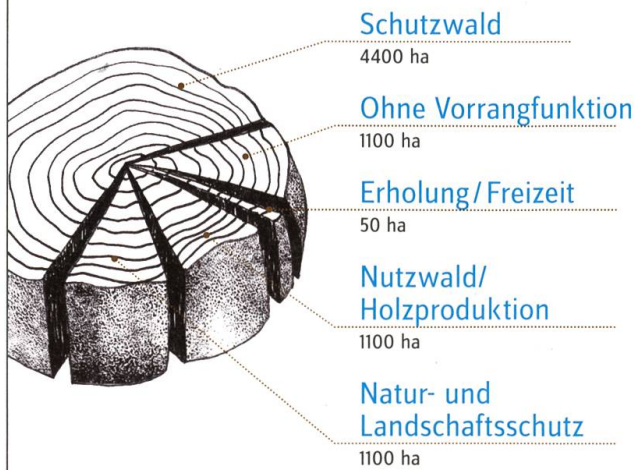 Schutzwald
4400 ha
Ohne Vorrangfunktion
1100 ha
Erholung/Freizeit
50 ha
Nutzwald/
Holzproduktion
1100 ha
Natur- und
Landschaftsschutz
1100 ha